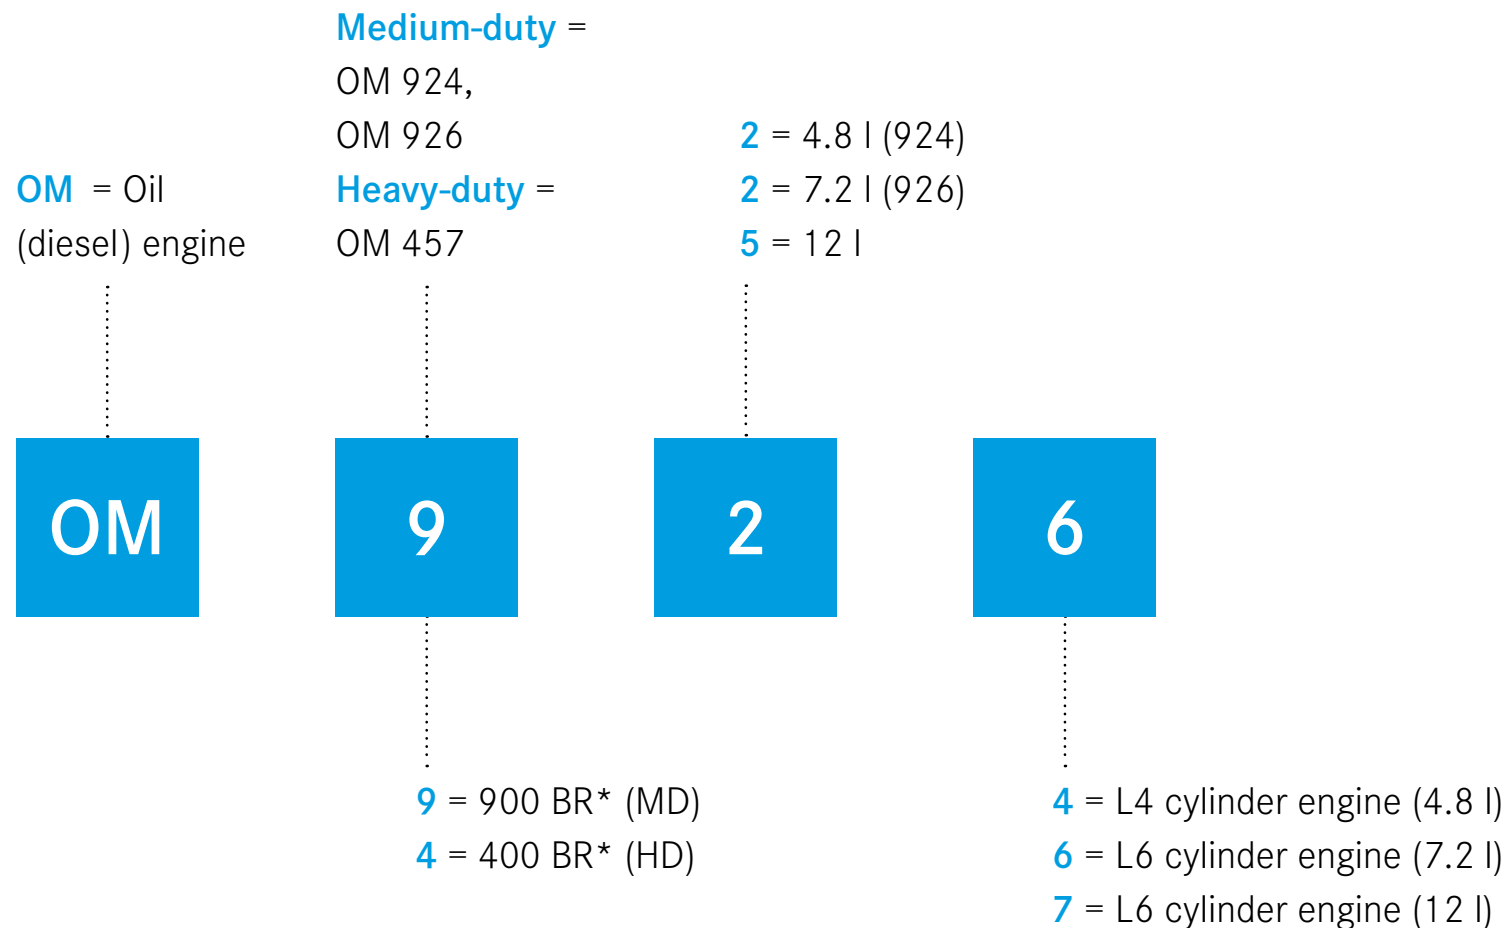 Medium-duty =
OM 924,
OM 926
Heavy-duty =
OM 457
OM = Oil
(diesel) engine
2 = 4.8 l (924)
2 = 7.2 l (926)
5 = 12 l
OM
9
2
6
9 = 900 BR* (MD)
4 = 400 BR* (HD)
4 = L4 cylinder engine (4.8 l)
6 = L6 cylinder engine (7.2 l)
7 = L6 cylinder engine (12 l)